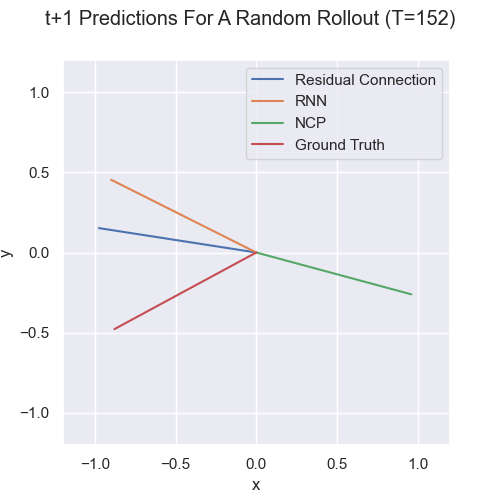 t+1 Predictions For A Random Rollout (T=152)
Residual Connection
RNN
NCP
Ground Truth
1.0
0.5
0.0
−0.5
−1.0
y
−1.0 −0.5 0.0 0.5 1.0
x